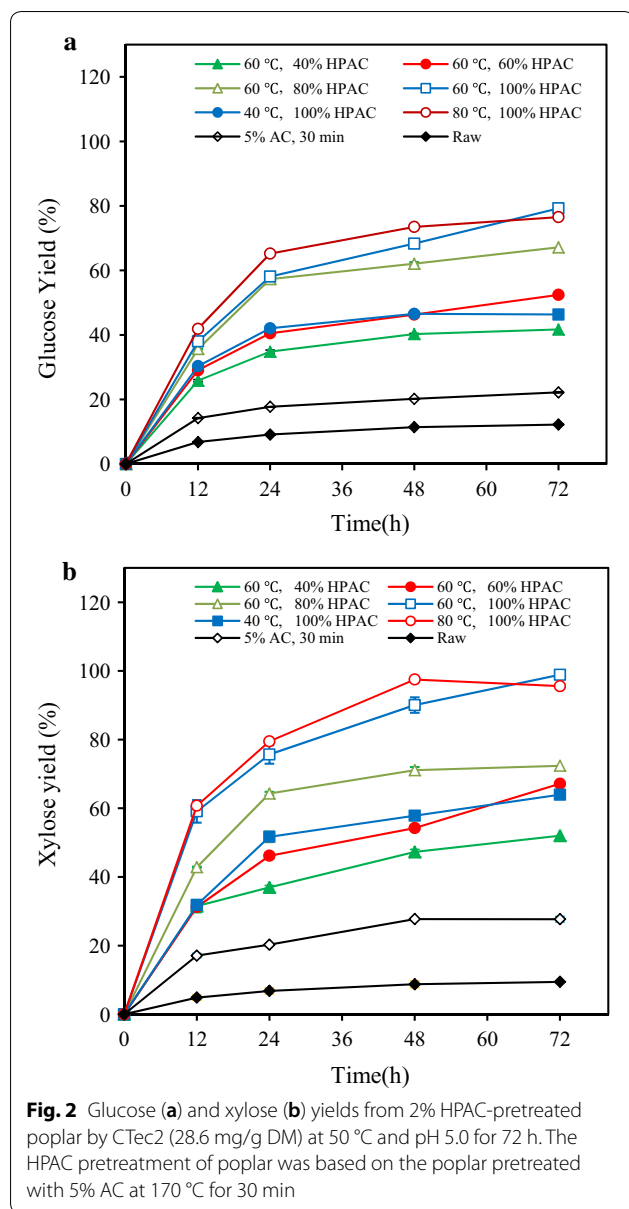 a
120
100
80
60
40
20
0
Glucose Yield (%)
60 ℃, 40% HPAC
60 ℃, 60% HPAC
60 ℃, 80% HPAC
60 ℃, 100% HPAC
40 ℃, 100% HPAC
80 ℃, 100% HPAC
5% AC, 30 min
Raw
0 12 24 36 48 60 72
Time(h)
b
120
100
80
60
40
20
0
Xylose yield (%)
60 ℃, 40% HPAC
60 ℃, 60% HPAC
60 ℃, 80% HPAC
60 ℃, 100% HPAC
40 ℃, 100% HPAC
80 ℃, 100% HPAC
5% AC, 30 min
Raw
0 12 24 36 48 60 72
Time(h)
Fig. 2 Glucose (a) and xylose (b) yields from 2% HPAC-pretreated
poplar by CTec2 (28.6 mg/g DM) at 50 °C and pH 5.0 for 72 h. The
HPAC pretreatment of poplar was based on the poplar pretreated
with 5% AC at 170 °C for 30 min